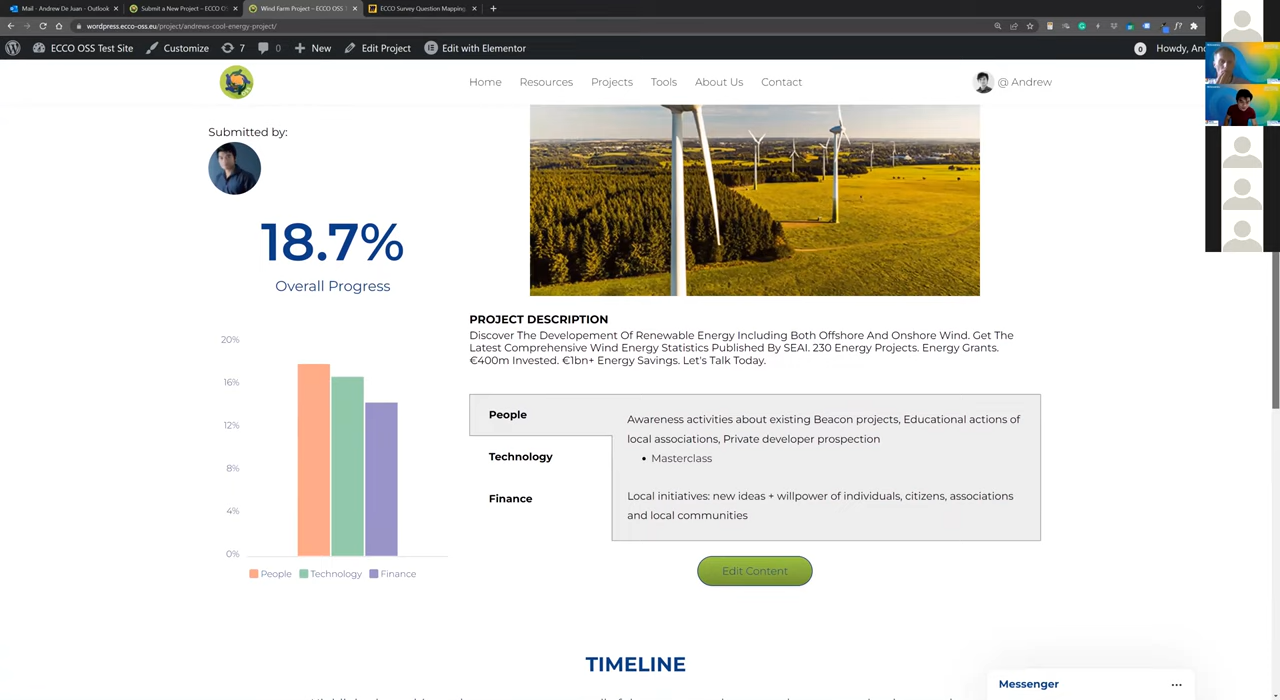 Mail - Andrew De Juan - Outlook
Submit a New Project – ECCO O
Wind Farm Project – ECCO OSS
ECCO Survey Question Mapping
wordpress.ecco-oss.eu/project/andrews-cool-energy-project/
ECCO OSS Test Site
Customize
7
0
New
Edit Project
Edit with Elementor
0
Howdy, And
Home
Resources
Projects
Tools
About Us
Contact
@ Andrew
Submitted by:
18.7%
Overall Progress
20%
16%
12%
8%
4%
0%
People
Technology
Finance
PROJECT DESCRIPTION
Discover The Developement Of Renewable Energy Including Both Offshore And Onshore Wind. Get The
Latest Comprehensive Wind Energy Statistics Published By SEAI. 230 Energy Projects. Energy Grants.
€400m Invested. €1bn+ Energy Savings. Let's Talk Today.
People
Technology
Finance
Awareness activities about existing Beacon projects, Educational actions of
local associations, Private developer prospection
• Masterclass
Local initiatives: new ideas + willpower of individuals, citizens, associations
and local communities
Edit Content
TIMELINE
Messenger